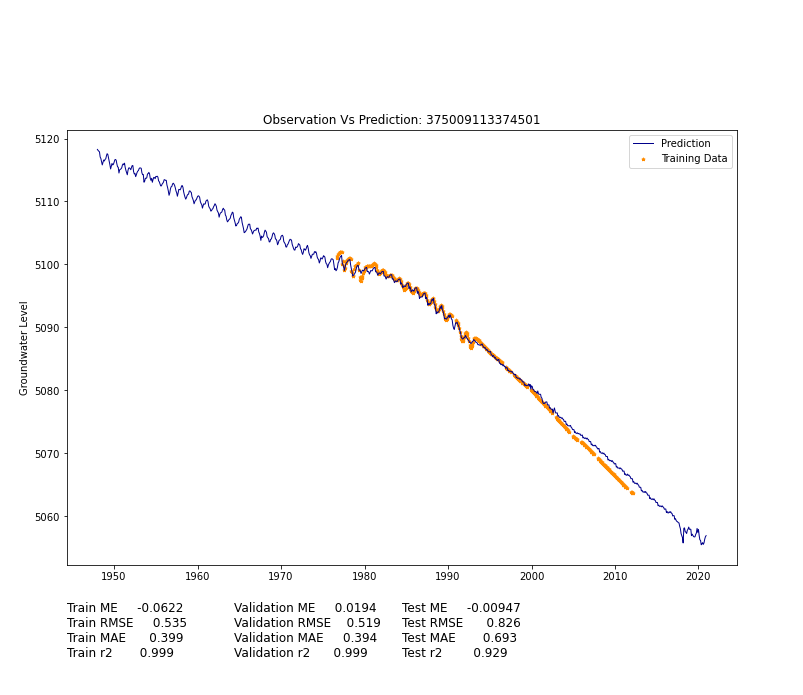 Observation Vs Prediction: 375009113374501
Prediction
Training Data
5120
5110
5100
5090
5080
5070
5060
Groundwater Level
1950 1960 1970 1980 1990 2000 2010 2020
Train ME -0.0622 Validation ME 0.0194 Test ME -0.00947
Train RMSE 0.535 Validation RMSE 0.519 Test RMSE 0.826
Train MAE 0.399 Validation MAE 0.394 Test MAE 0.693
Train r2 0.999 Validation r2 0.999 Test r2 0.929